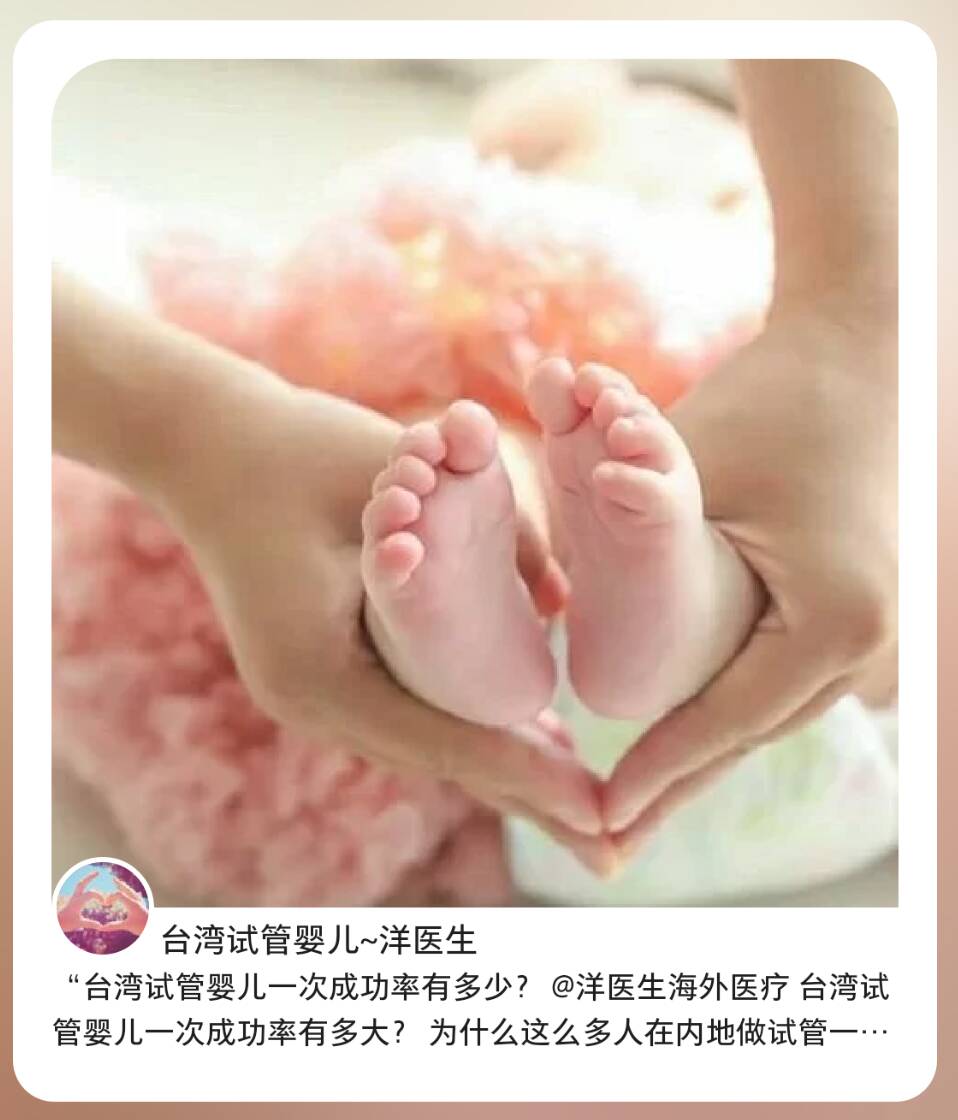 台湾试管婴儿~洋医生
“台湾试管婴儿一次成功率有多少? @洋医生海外医疗 台湾试
管婴儿一次成功率有多大? 为什么这么多人在内地做试管一…